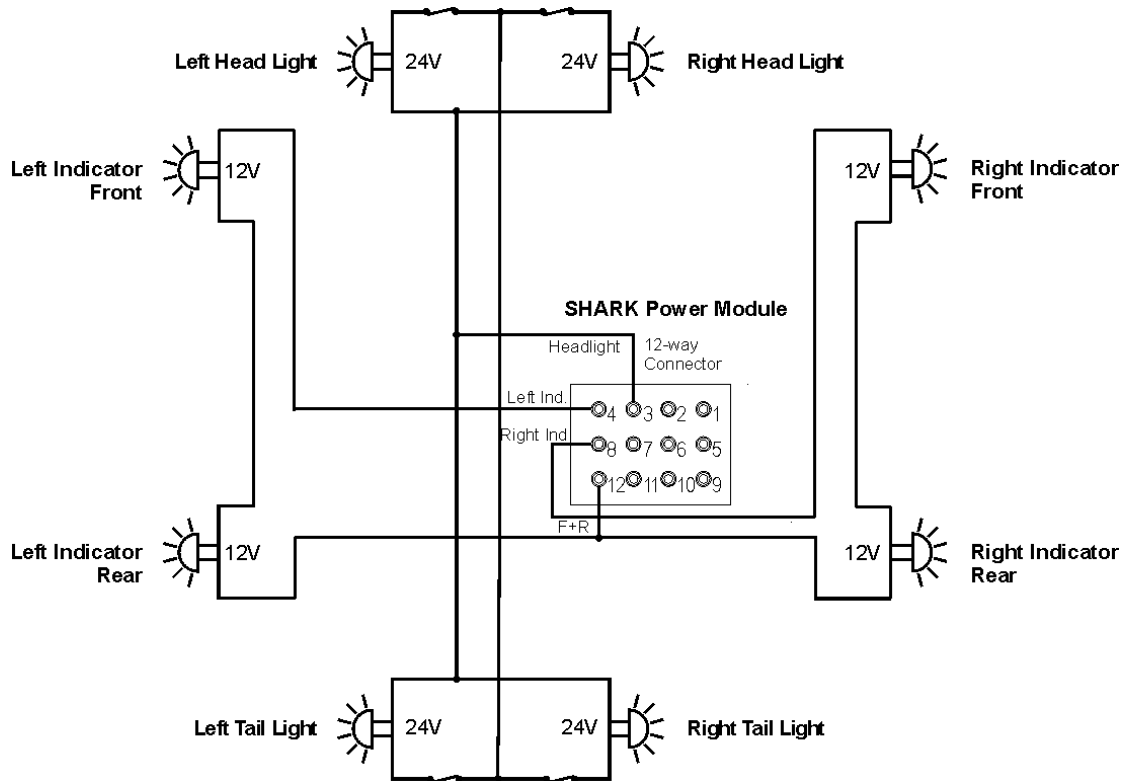 Left Head Light
24V
24V
Right Head Light
Left Indicator
Front
12V
12V
Right Indicator
Front
SHARK Power Module
Headlight
12-way
Connector
Left Ind.
4
3
2
1
Right Ind
8
7
6
5
12
11
10
9
F+R
Left Indicator
Rear
12V
12V
Right Indicator
Rear
Left Tail Light
24V
24V
Right Tail Light